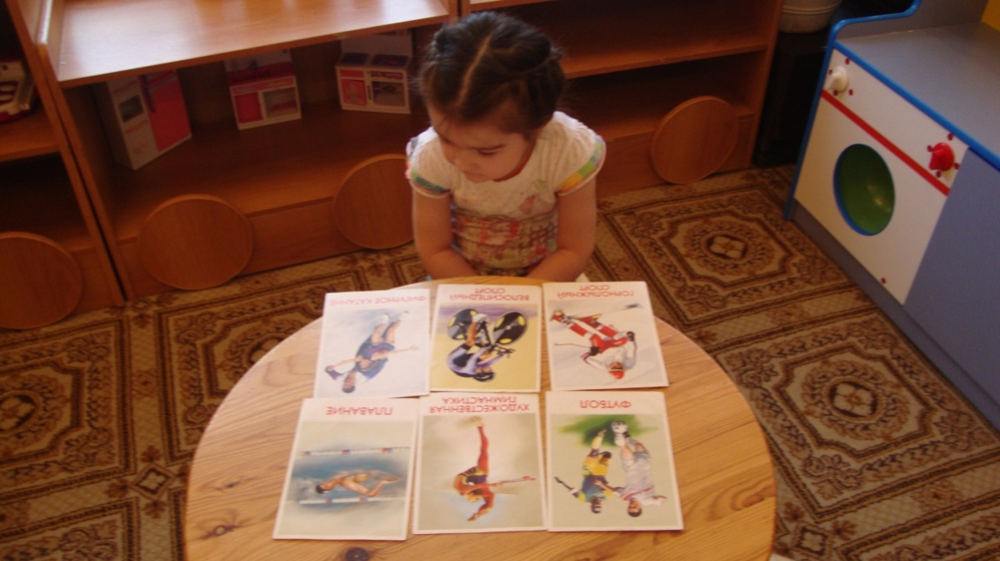 ФИГУРНОЕ КАТАНИЕ
ВЕЛОСИПЕДНЫЙ
СПОРТ
ГОРНОЛЫЖНЫЙ
СПОРТ
ПЛАВАНИЕ
ХУДОЖЕСТВЕННАЯ
ГИМНАСТИКА
ФУТБОЛ